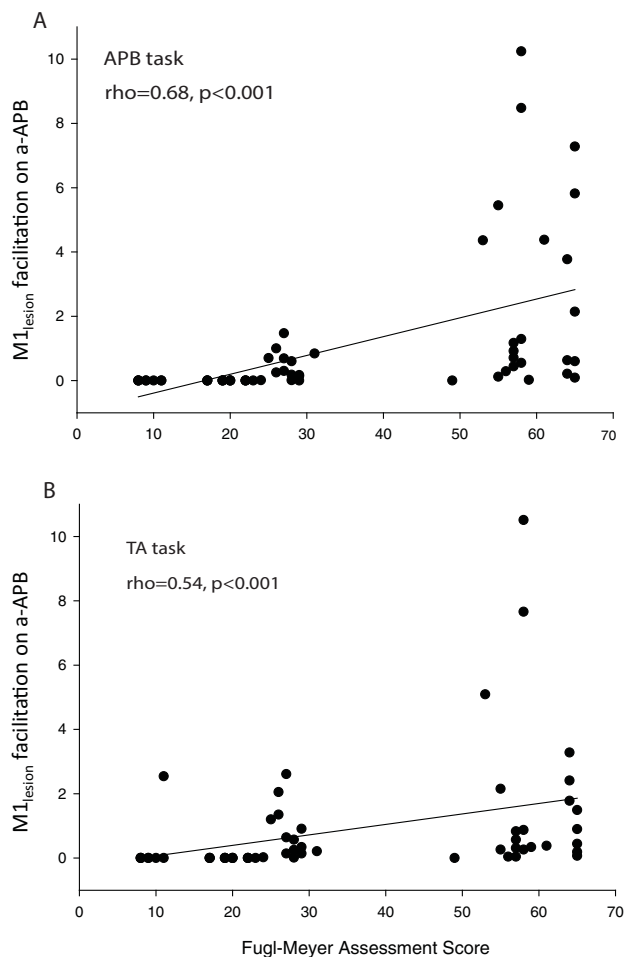 A
APB task
rho=0.68, p<0.001
M1lesion facilitation on a-APB
10
8
6
4
2
0
0 10 20 30 40 50 60 70
B
TA task
rho=0.54, p<0.001
M1lesion facilitation on a-APB
10
8
6
4
2
0
0 10 20 30 40 50 60 70
Fugl-Meyer Assessment Score